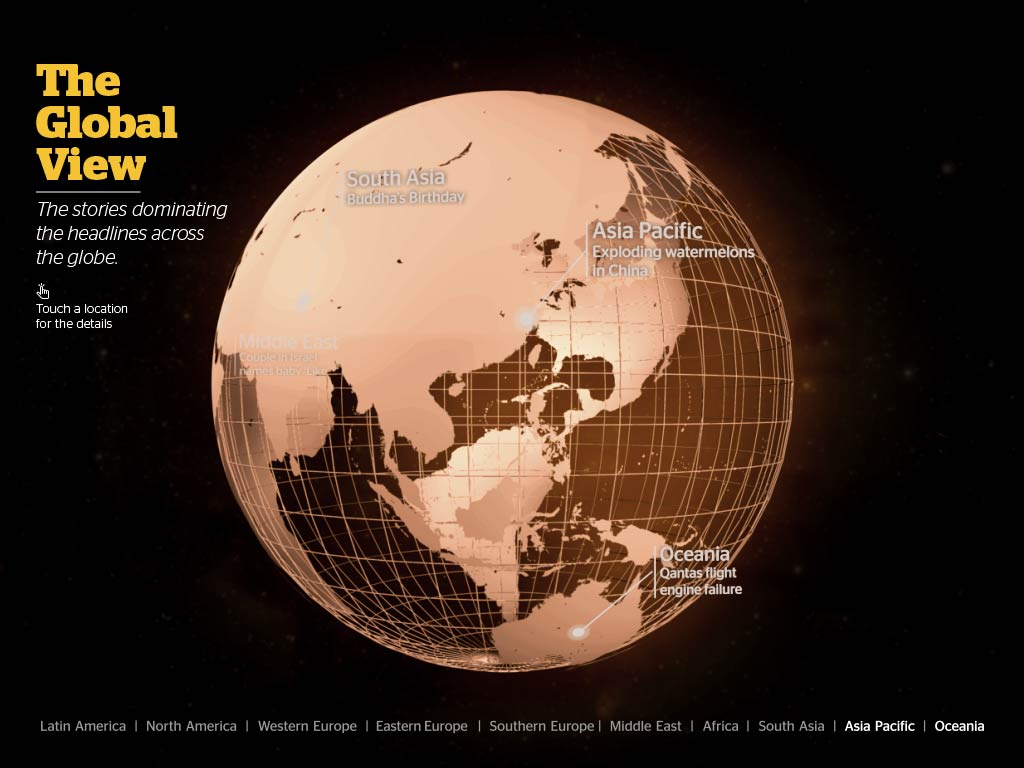 The
Global
View
The stories dominating
the headlines across
the globe.
Touch a location
for the details
South Asia
Buddha's Birthday
Asia Pacific
Exploding watermelons
in China
Middle East
Couple in Israel
names baby 'Like'
Oceania
Qantas flight
engine failure
Latin America | North America | Western Europe | Eastern Europe | Southern Europe | Middle East | Africa | South Asia | Asia Pacific | Oceania